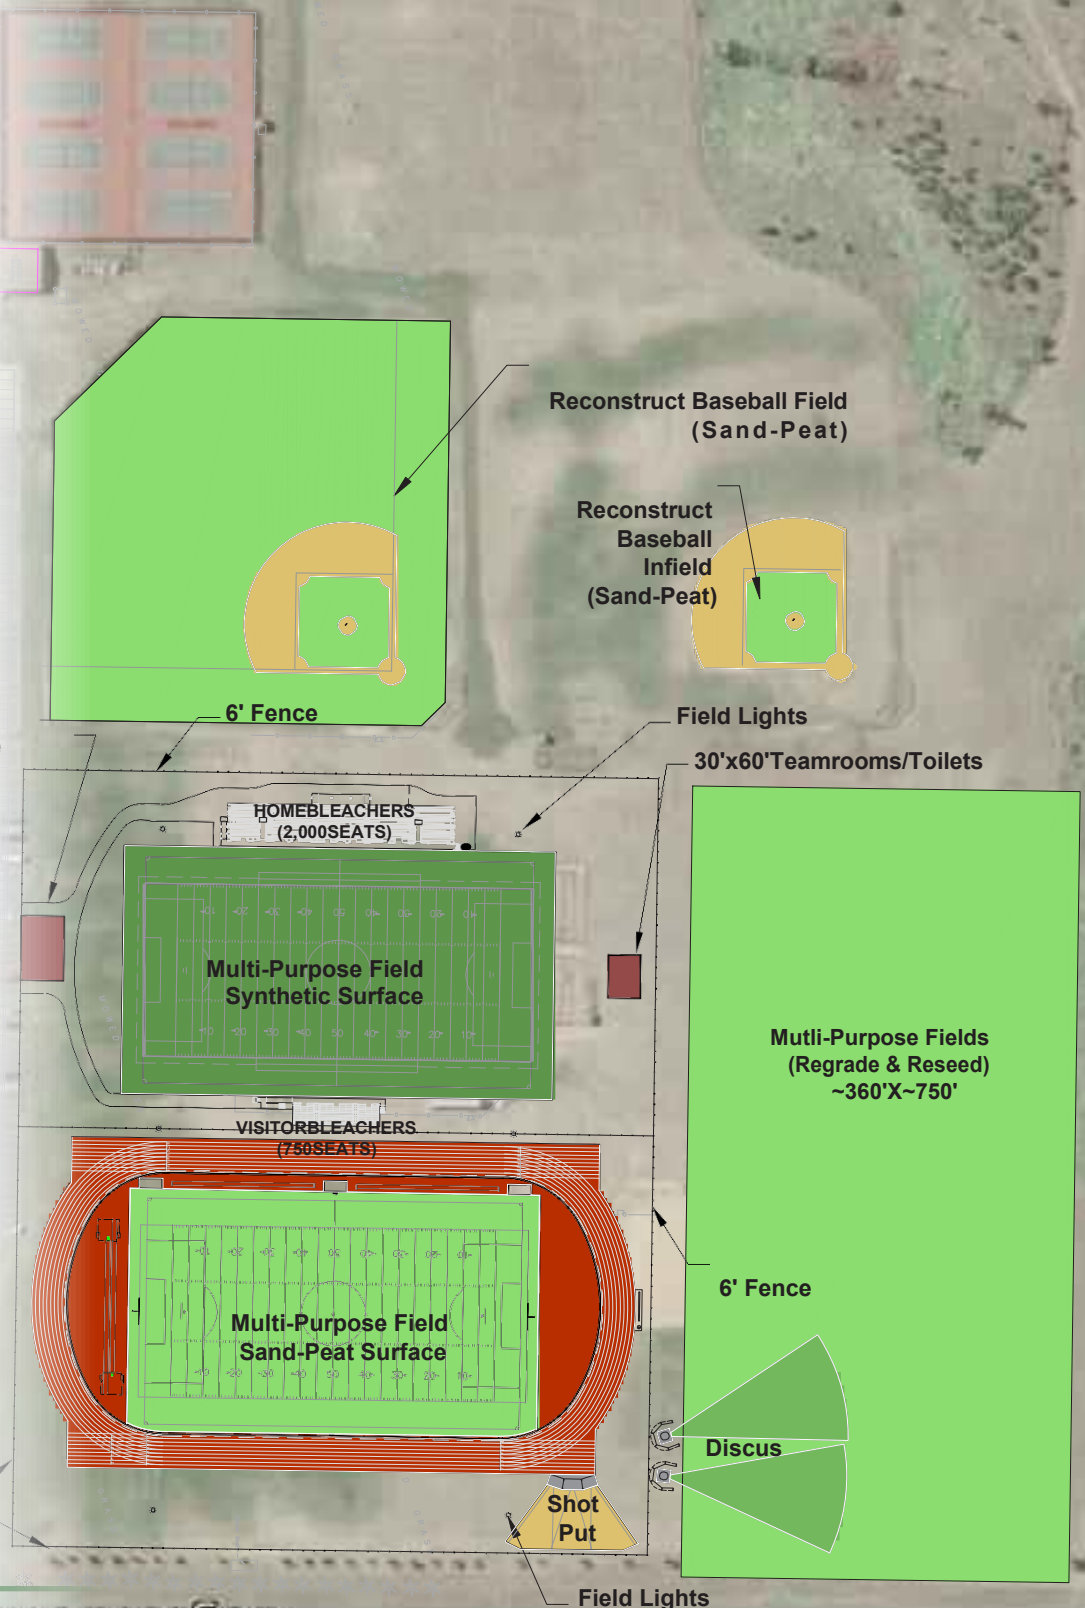 Reconstruct Baseball Field
(Sand-Peat)
Reconstruct
Baseball
Infield
(Sand-Peat)
6' Fence
Field Lights
30'x60'Teamrooms/Toilets
HOMEBLEACHERS
(2,000SEATS)
Multi-Purpose Field
Synthetic Surface
Mutli-Purpose Fields
(Regrade & Reseed)
~360'X~750'
VISITORBLEACHERS
(750SEATS)
6' Fence
Multi-Purpose Field
Sand-Peat Surface
Discus
Shot
Put
Field Lights